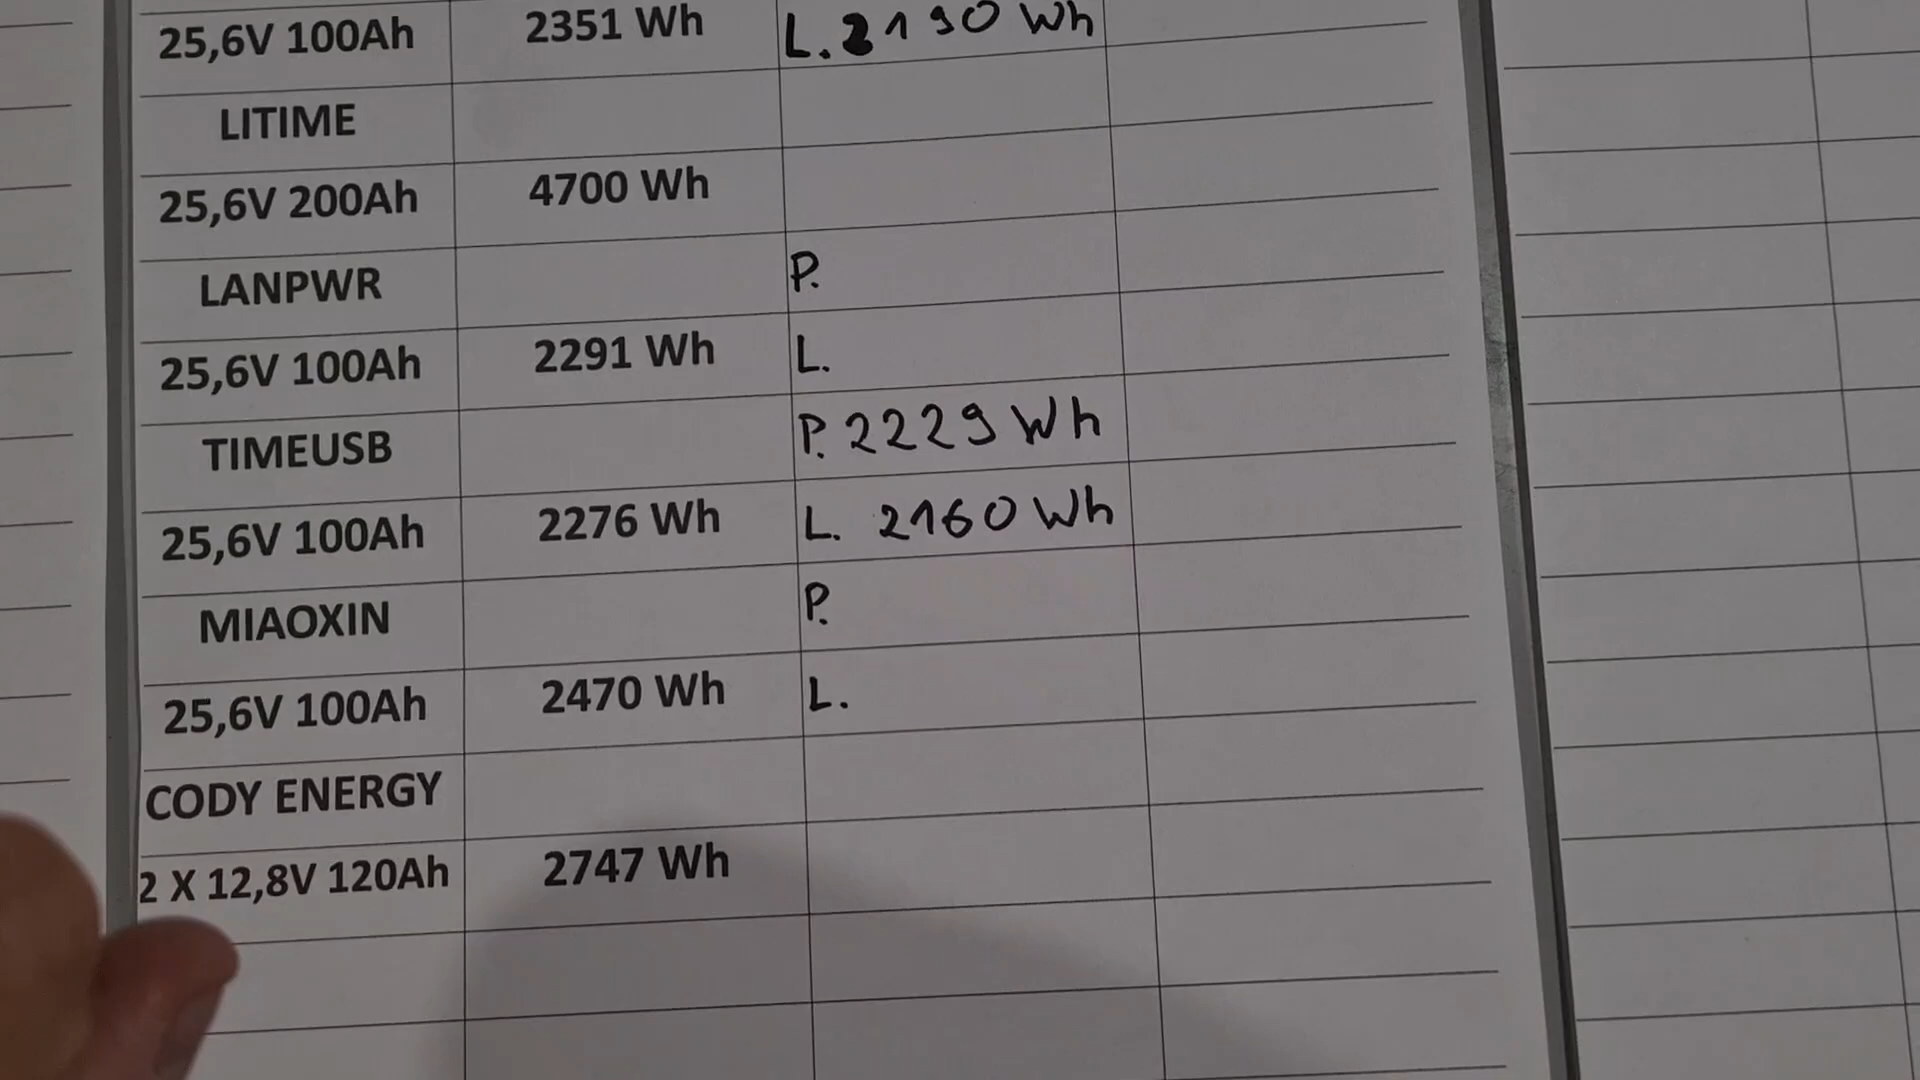 25,6V 100Ah 2351 Wh L. 2190 Wh
LITIME
25,6V 200Ah 4700 Wh
LANPWR P.
25,6V 100Ah 2291 Wh L.
TIMEUSB P. 2229 Wh
25,6V 100Ah 2276 Wh L. 2160 Wh
MIAOXIN P.
25,6V 100Ah 2470 Wh L.
CODY ENERGY
2 X 12,8V 120Ah 2747 Wh